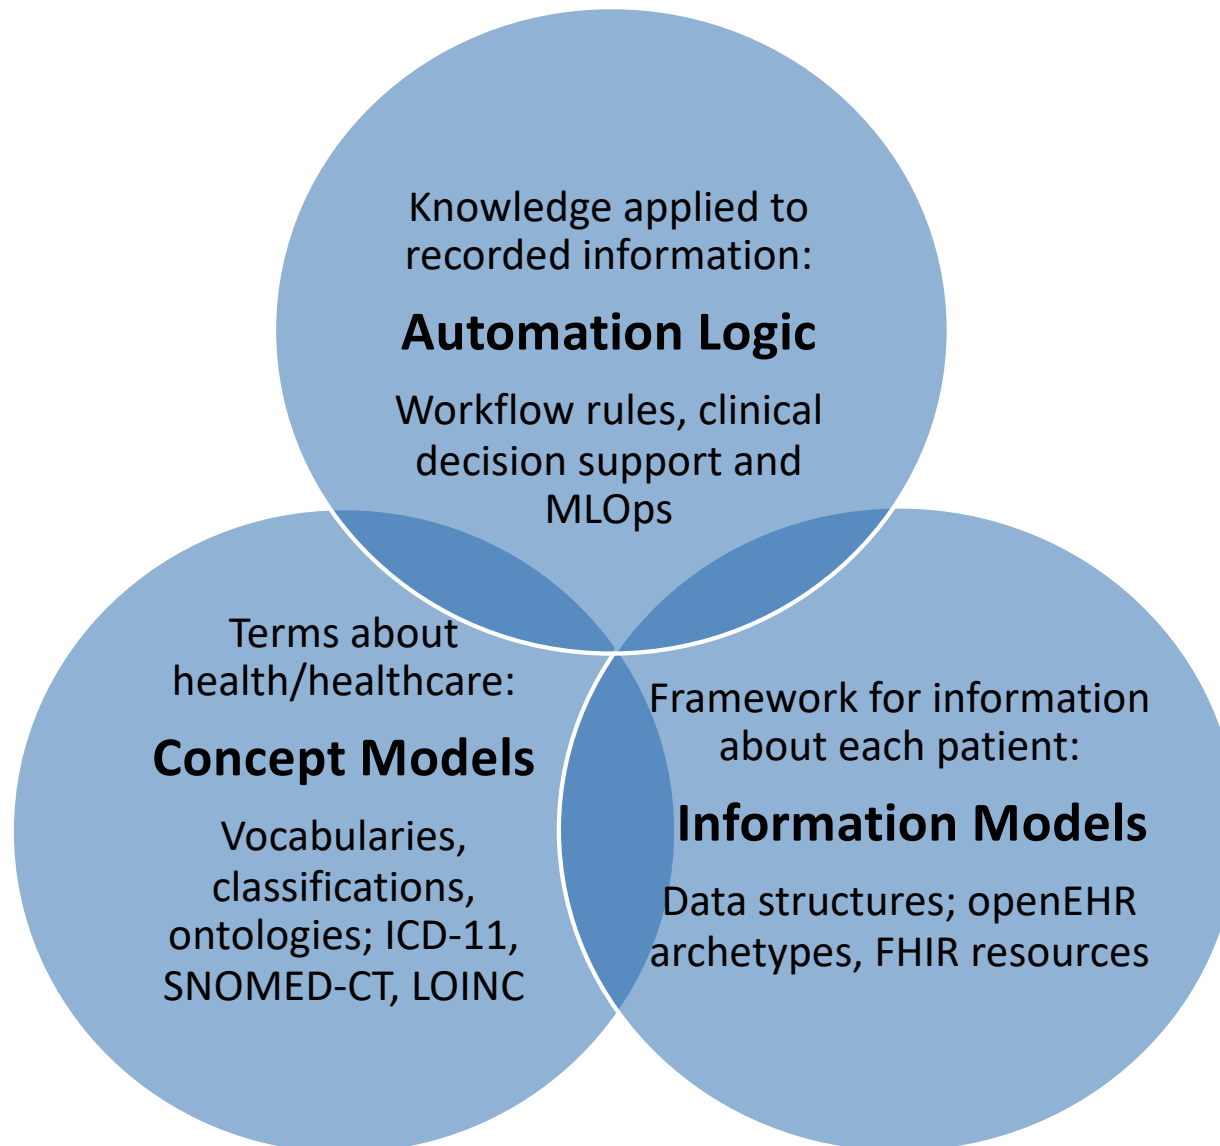 Knowledge applied to
recorded information:
Automation Logic
Workflow rules, clinical
decision support and
MLOps
Terms about
health/healthcare:
Concept Models
Vocabularies,
classifications,
ontologies; ICD-11,
SNOMED-CT, LOINC
Framework for information
about each patient:
Information Models
Data structures; openEHR
archetypes, FHIR resources